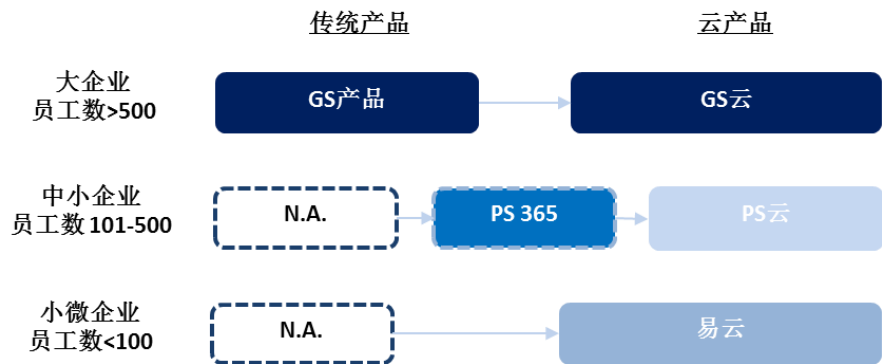 传统产品
云产品
大企业
员工数>500
GS产品
GS云
中小企业
员工数 101-500
N.A.
PS 365
PS云
小微企业
员工数<100
N.A.
易云